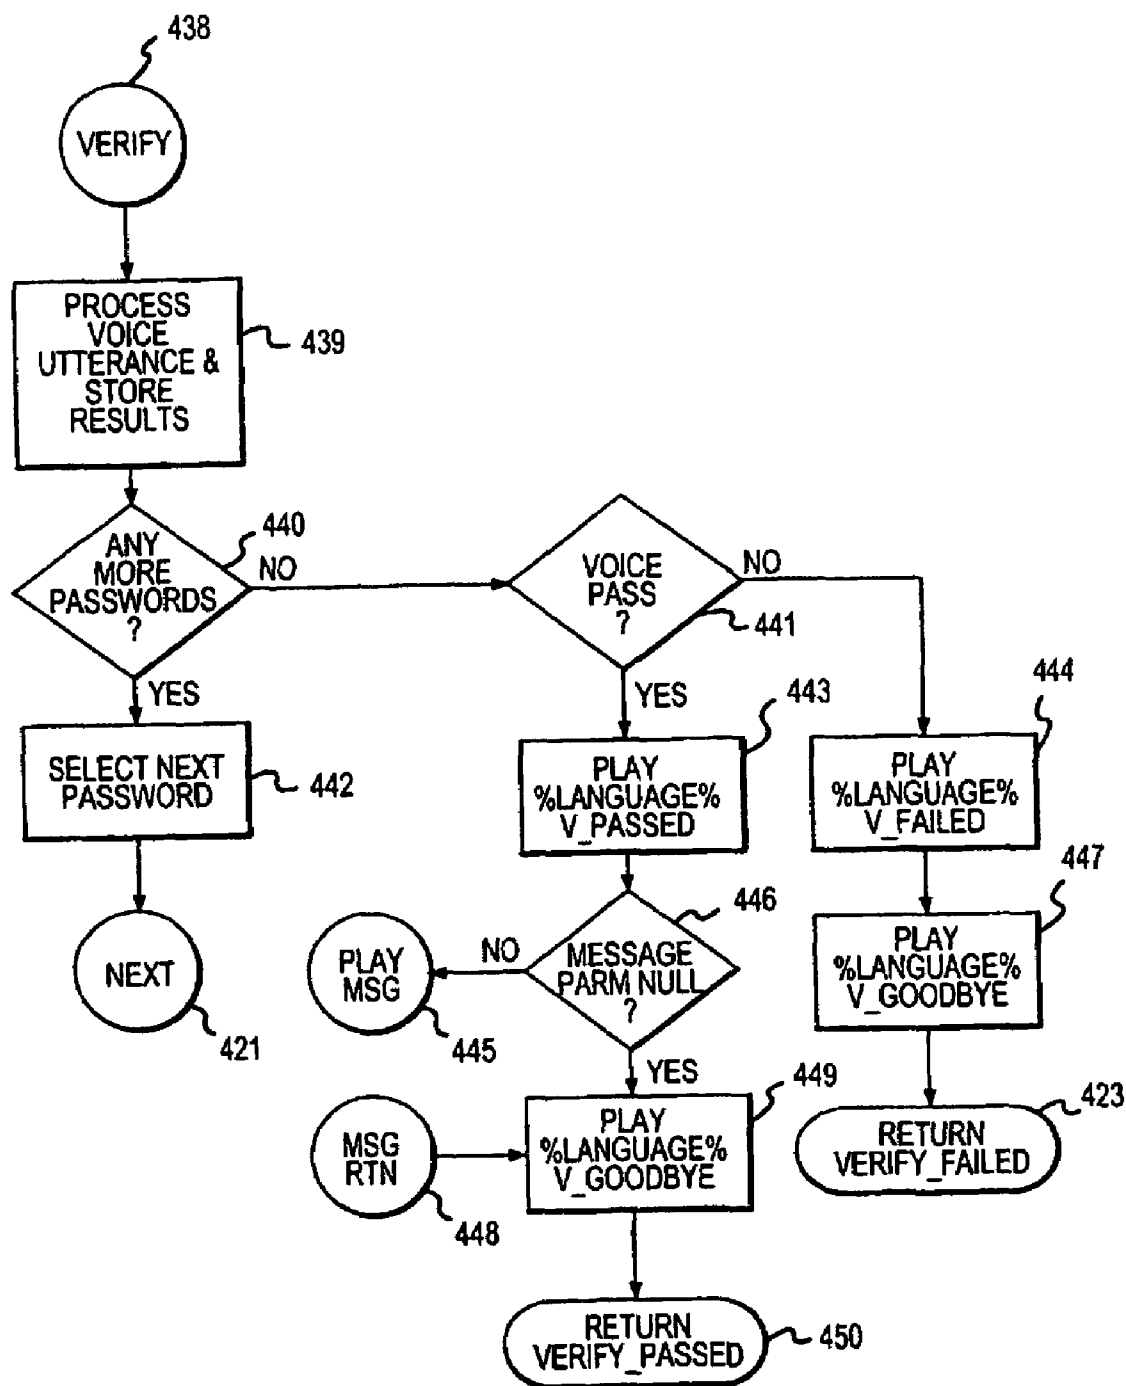 438
VERIFY
PROCESS
VOICE
UTTERANCE &
STORE
RESULTS
439
ANY
MORE
PASSWORDS
?
440
NO
YES
SELECT NEXT
PASSWORD
442
NEXT
421
VOICE
PASS
?
441
NO
YES
PLAY
%LANGUAGE%
V_PASSED
443
PLAY
%LANGUAGE%
V_FAILED
444
MESSAGE
PARM NULL
?
446
NO
YES
PLAY
MSG
445
PLAY
%LANGUAGE%
V_GOODBYE
447
MSG
RTN
448
PLAY
%LANGUAGE%
V_GOODBYE
449
RETURN
VERIFY_FAILED
423
RETURN
VERIFY_PASSED
450